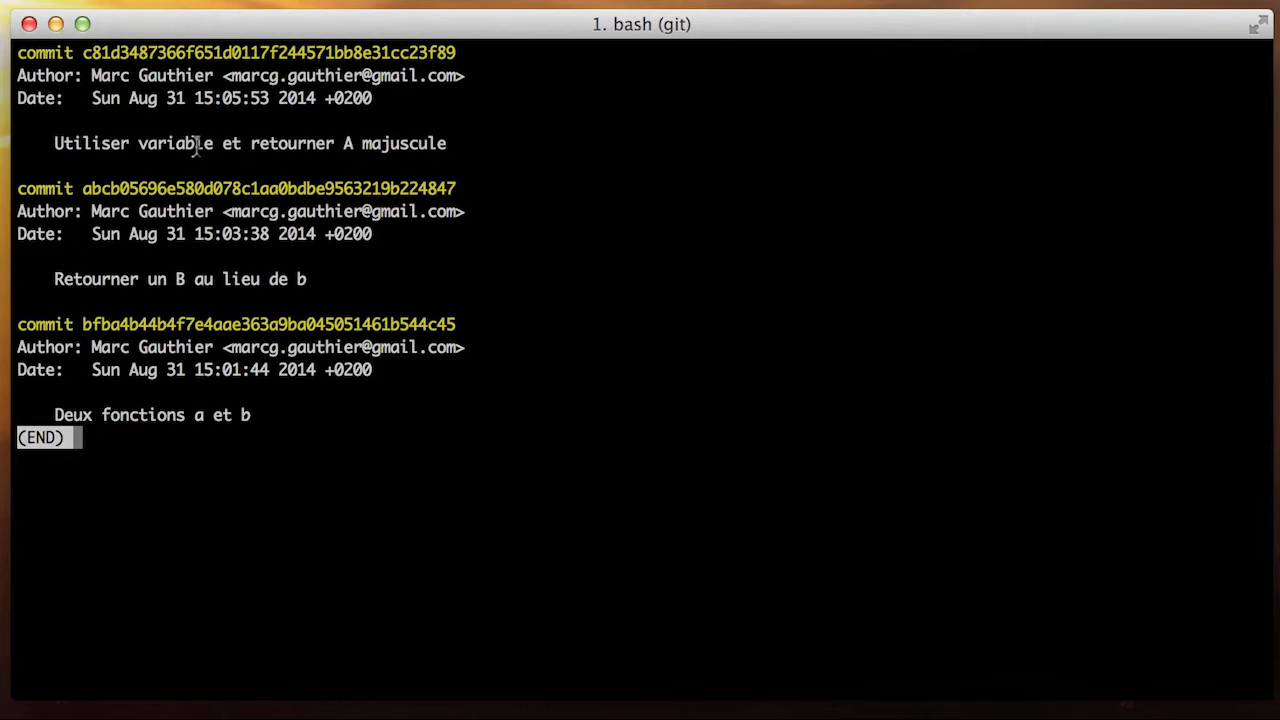 1. bash (git)
commit c81d3487366f651d0117f244571bb8e31cc23f89
Author: Marc Gauthier <marcg.gauthier@gmail.com>
Date:   Sun Aug 31 15:05:53 2014 +0200
Utiliser variable et retourner A majuscule
commit abcb05696e580d078c1aa0bdbe9563219b224847
Author: Marc Gauthier <marcg.gauthier@gmail.com>
Date:   Sun Aug 31 15:03:38 2014 +0200
Retourner un B au lieu de b
commit bfba4b44b4f7e4aae363a9ba045051461b544c45
Author: Marc Gauthier <marcg.gauthier@gmail.com>
Date:   Sun Aug 31 15:01:44 2014 +0200
Deux fonctions a et b
(END)